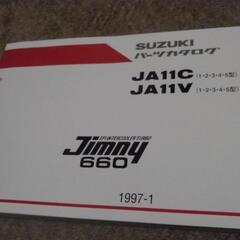 SUZUKI
パーツカタログ
JA11C (1・2・3・4・5型)
JA11V (1・2・3・4・5型)
EPI INTERCOOLER TURBO
Jimny
660
1997-1